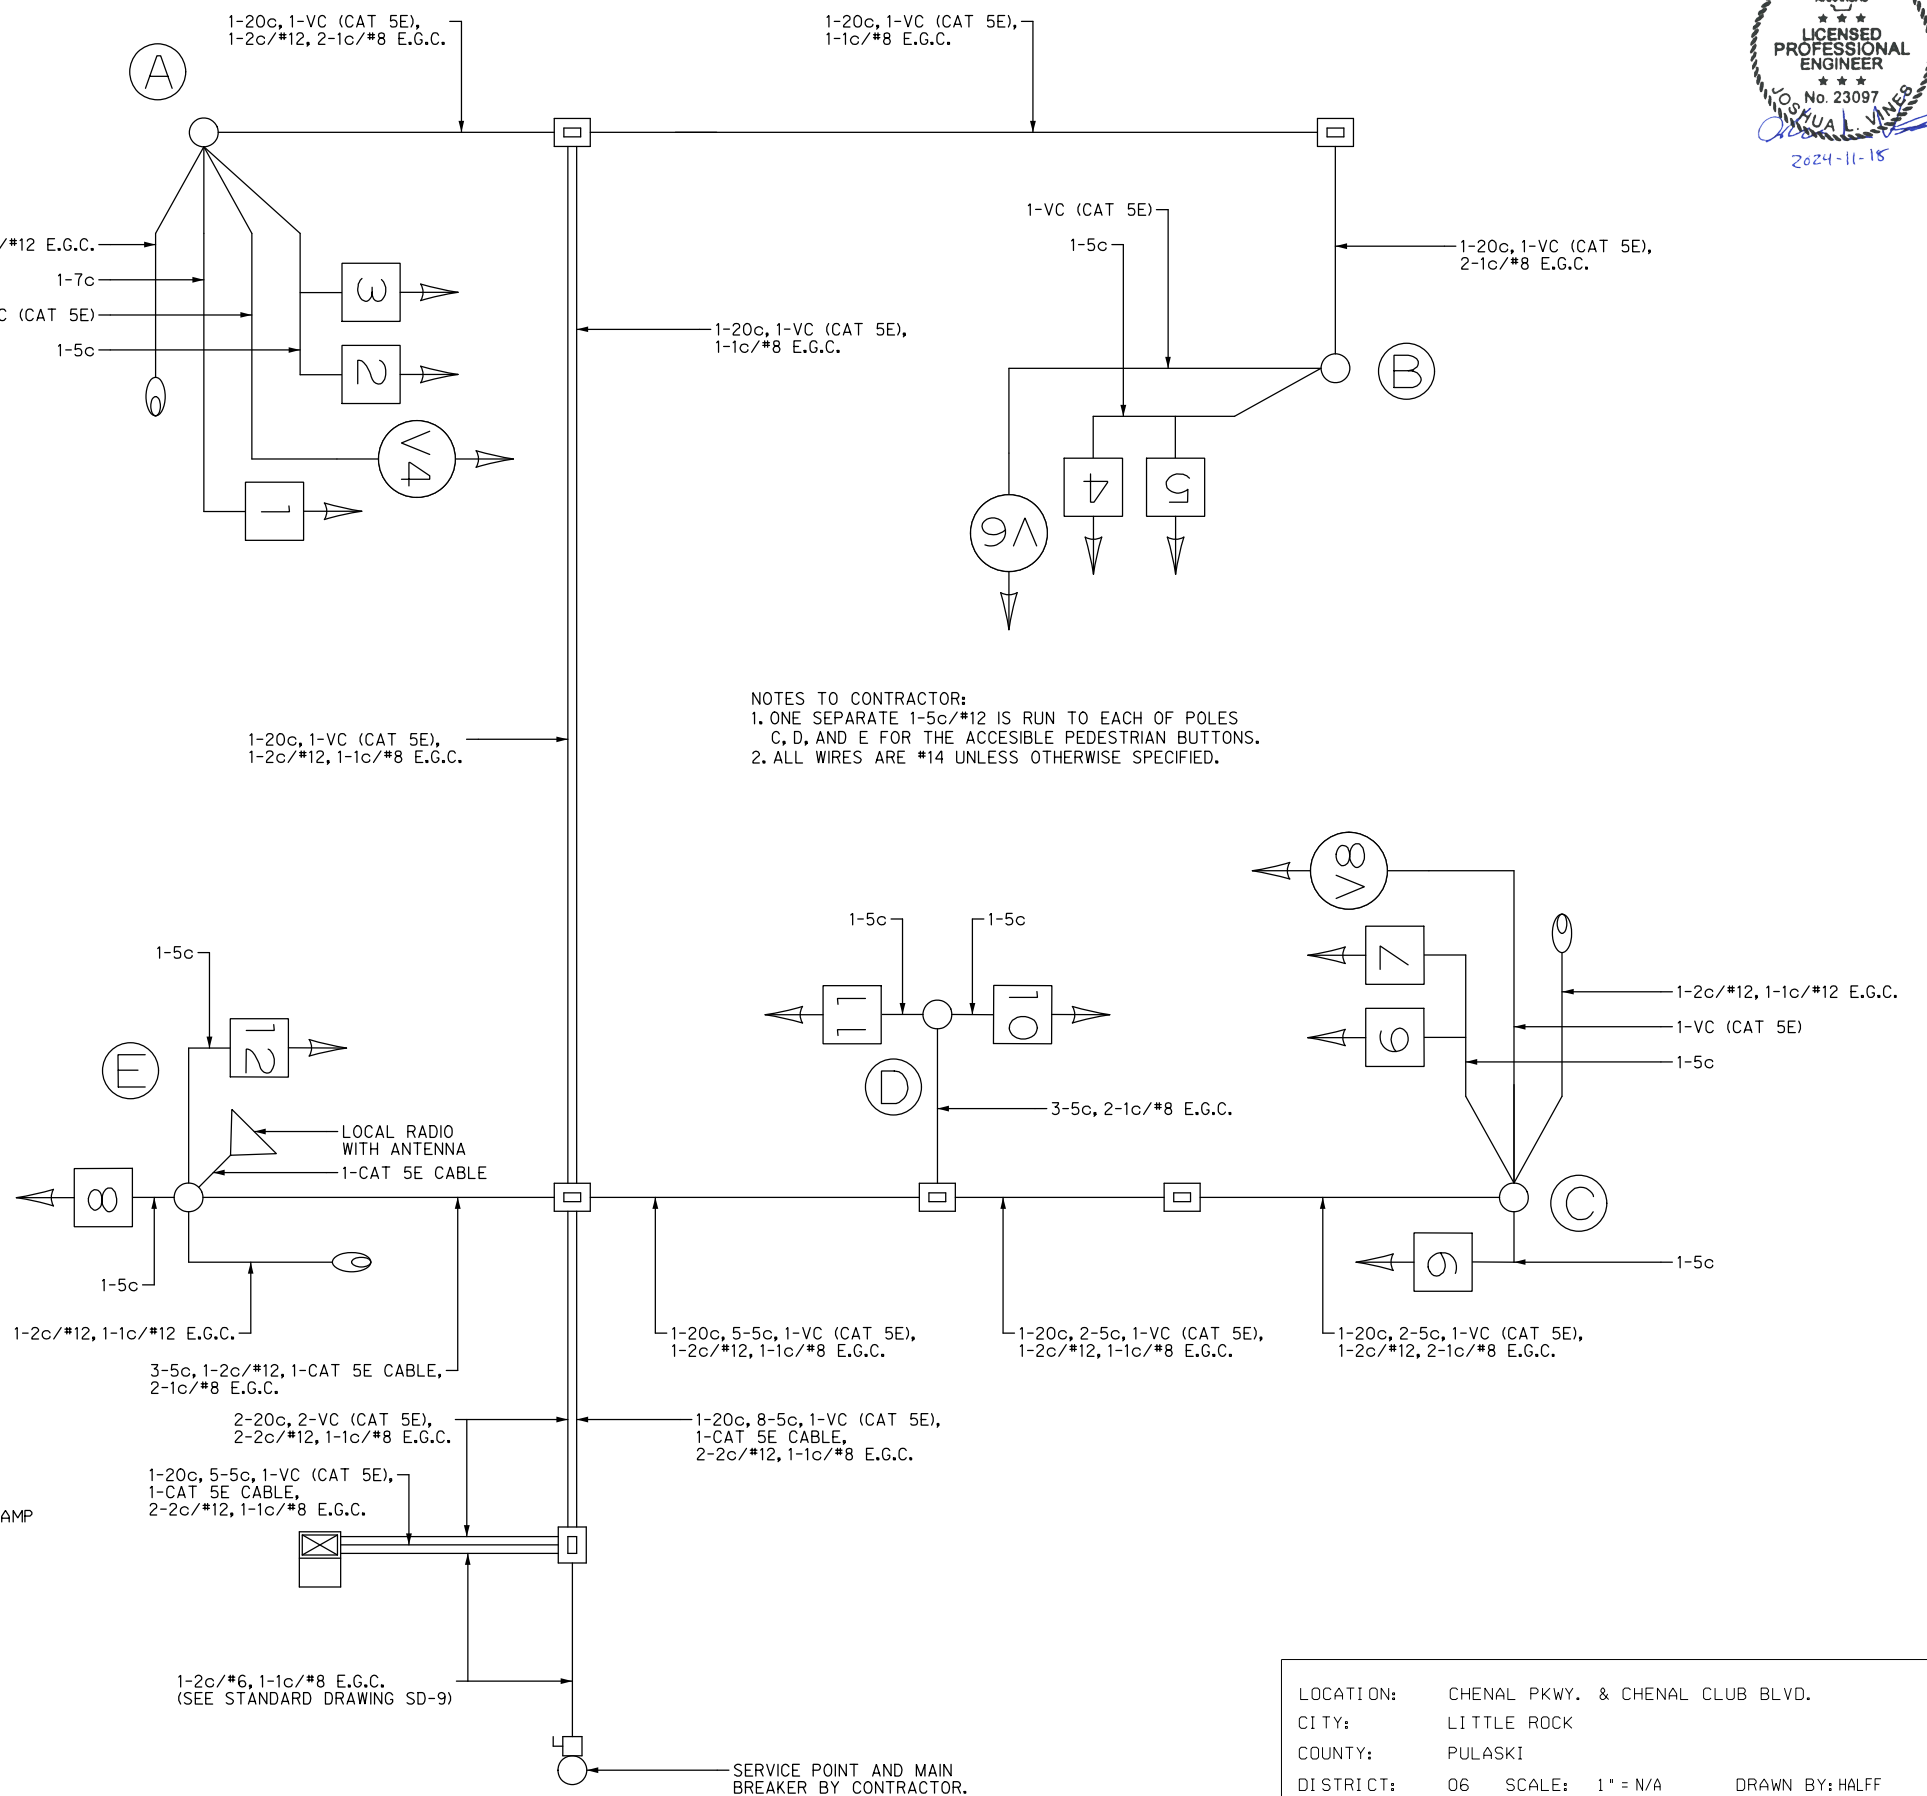 1-20c, 1-VC (CAT 5E),
1-2c/#12, 2-1c/#8 E.G.C.
1-20c, 1-VC (CAT 5E),
1-1c/#8 E.G.C.
LICENSED
PROFESSIONAL
ENGINEER
No. 23097
JOSHUA L. VINES
2024-11-18
A
/#12 E.G.C.
1-7c
C (CAT 5E)
1-5c
3
2
V4
1
1-20c, 1-VC (CAT 5E),
1-1c/#8 E.G.C.
1-VC (CAT 5E)
1-5c
1-20c, 1-VC (CAT 5E),
2-1c/#8 E.G.C.
B
4
5
V6
NOTES TO CONTRACTOR:
1. ONE SEPARATE 1-5c/#12 IS RUN TO EACH OF POLES
C, D, AND E FOR THE ACCESIBLE PEDESTRIAN BUTTONS.
2. ALL WIRES ARE #14 UNLESS OTHERWISE SPECIFIED.
1-20c, 1-VC (CAT 5E),
1-2c/#12, 1-1c/#8 E.G.C.
V8
7
6
1-2c/#12, 1-1c/#12 E.G.C.
1-VC (CAT 5E)
1-5c
1-5c
1-5c
11
10
D
3-5c, 2-1c/#8 E.G.C.
1-5c
12
E
LOCAL RADIO
WITH ANTENNA
1-CAT 5E CABLE
8
C
9
1-5c
1-5c
1-2c/#12, 1-1c/#12 E.G.C.
1-20c, 5-5c, 1-VC (CAT 5E),
1-2c/#12, 1-1c/#8 E.G.C.
1-20c, 2-5c, 1-VC (CAT 5E),
1-2c/#12, 1-1c/#8 E.G.C.
1-20c, 2-5c, 1-VC (CAT 5E),
1-2c/#12, 2-1c/#8 E.G.C.
3-5c, 1-2c/#12, 1-CAT 5E CABLE,
2-1c/#8 E.G.C.
2-20c, 2-VC (CAT 5E),
2-2c/#12, 1-1c/#8 E.G.C.
1-20c, 8-5c, 1-VC (CAT 5E),
1-CAT 5E CABLE,
2-2c/#12, 1-1c/#8 E.G.C.
1-20c, 5-5c, 1-VC (CAT 5E),
1-CAT 5E CABLE,
2-2c/#12, 1-1c/#8 E.G.C.
AMP
1-2c/#6, 1-1c/#8 E.G.C.
(SEE STANDARD DRAWING SD-9)
SERVICE POINT AND MAIN
BREAKER BY CONTRACTOR.
LOCATION: CHENAL PKWY. & CHENAL CLUB BLVD.
CITY: LITTLE ROCK
COUNTY: PULASKI
DISTRICT: 06 SCALE: 1" = N/A DRAWN BY: HALFF